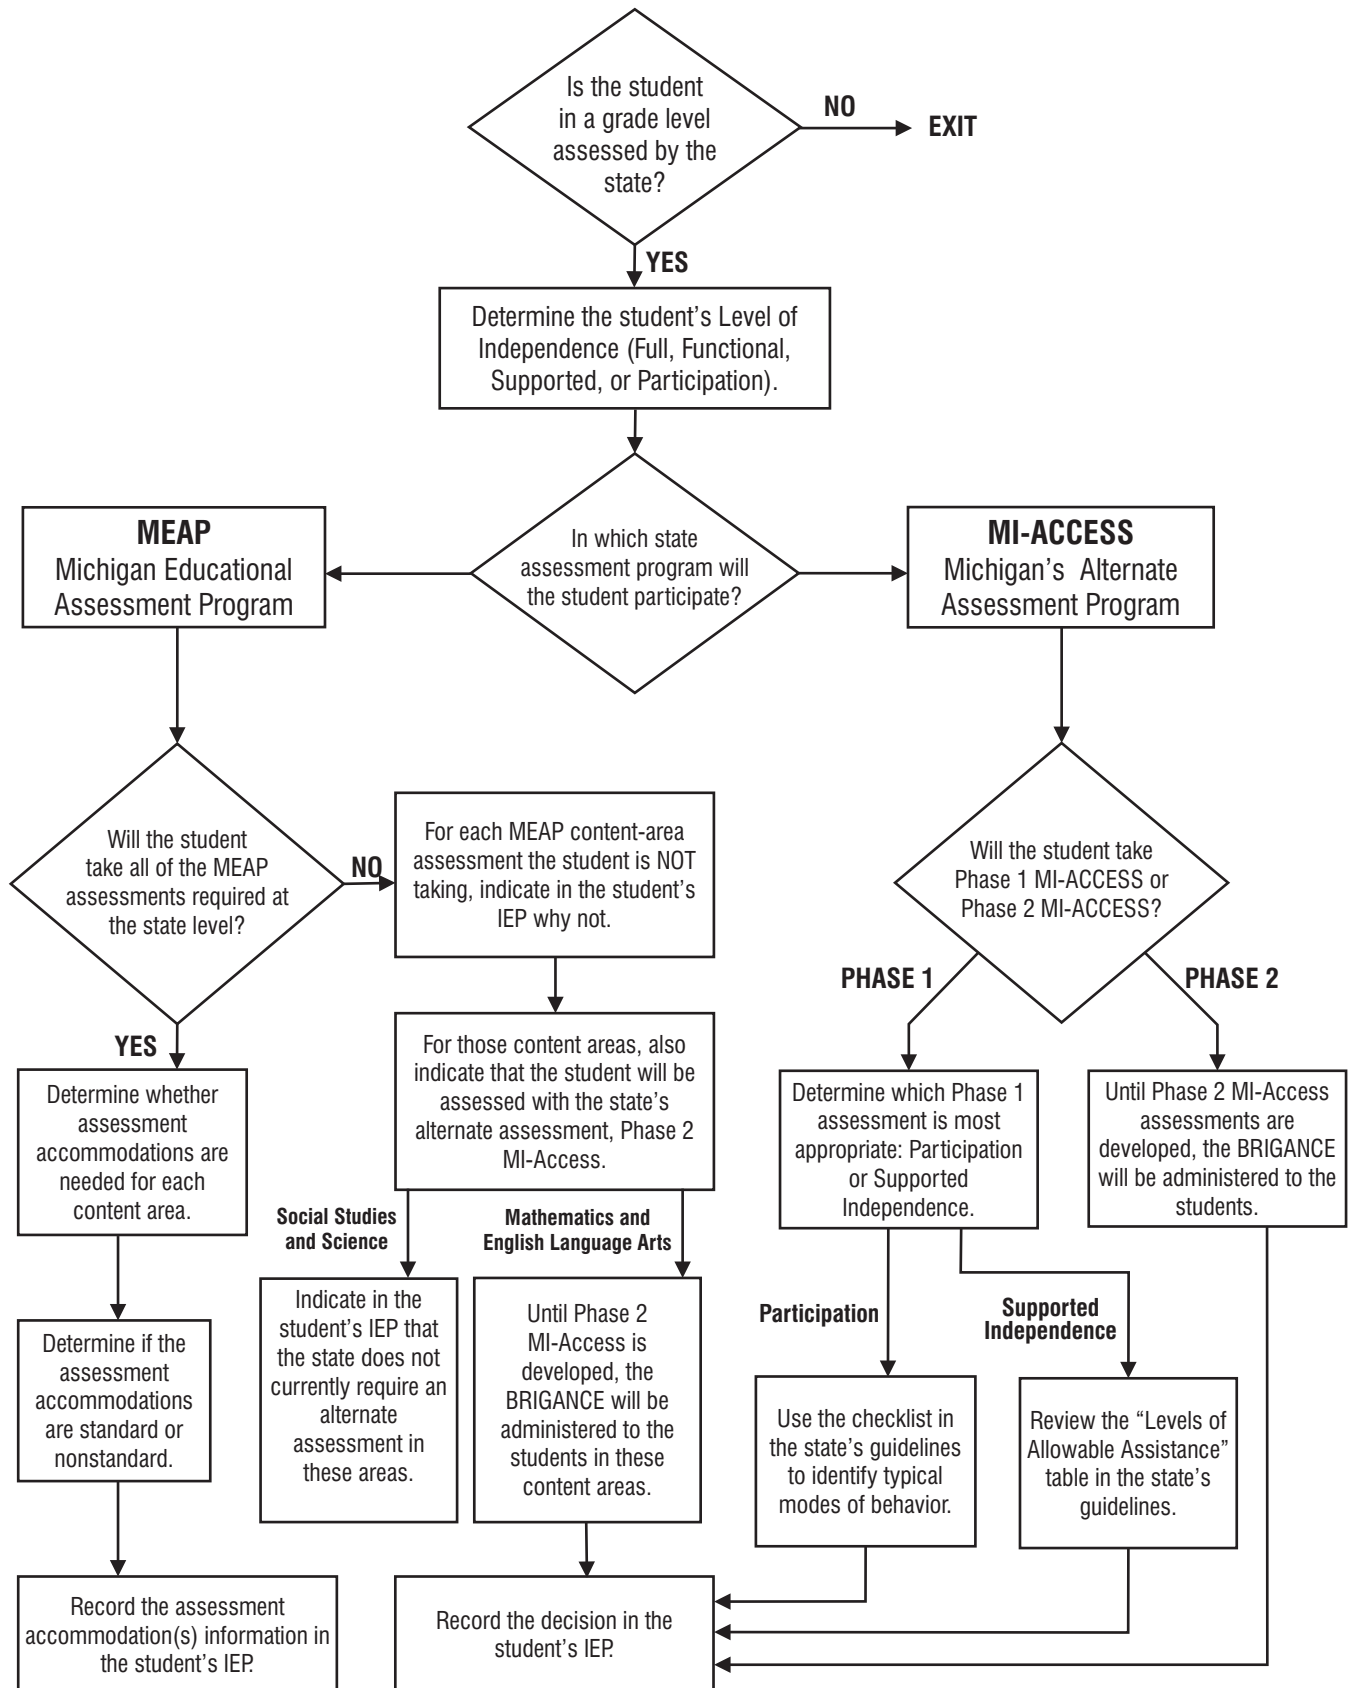 Is the student
in a grade level
assessed by the
state?
NO
EXIT
YES
Determine the student's Level of
Independence (Full, Functional,
Supported, or Participation).
In which state
assessment program will
the student participate?
MEAP
Michigan Educational
Assessment Program
MI-ACCESS
Michigan's Alternate
Assessment Program
Will the student
take all of the MEAP
assessments required at
the state level?
NO
For each MEAP content-area
assessment the student is NOT
taking, indicate in the student's
IEP why not.
Will the student take
Phase 1 MI-ACCESS or
Phase 2 MI-ACCESS?
PHASE 1
PHASE 2
YES
Determine whether
assessment
accommodations are
needed for each
content area.
For those content areas, also
indicate that the student will be
assessed with the state's
alternate assessment, Phase 2
MI-Access.
Determine which Phase 1
assessment is most
appropriate: Participation
or Supported
Independence.
Until Phase 2 MI-Access
assessments are
developed, the BRIGANCE
will be administered to the
students.
Social Studies
and Science
Mathematics and
English Language Arts
Determine if the
assessment
accommodations
are standard or
nonstandard.
Indicate in the
student's IEP that
the state does not
currently require an
alternate
assessment in
these areas.
Until Phase 2
MI-Access is
developed, the
BRIGANCE will be
administered to the
students in these
content areas.
Participation
Supported
Independence
Use the checklist in
the state's guidelines
to identify typical
modes of behavior.
Review the “Levels of
Allowable Assistance”
table in the state's
guidelines.
Record the assessment
accommodation(s) information in
the student's IEP.
Record the decision in the
student's IEP.